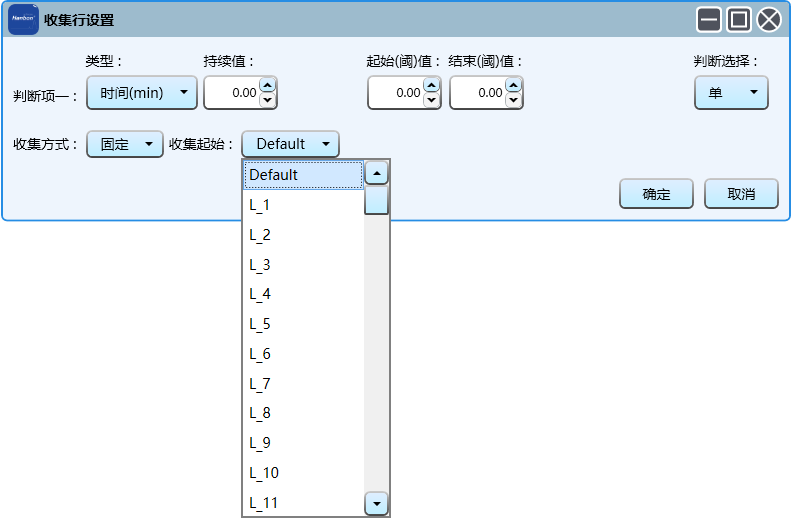 Hanbon
收集行设置
类型： 持续值： 起始(阈)值： 结束(阈)值： 判断选择：
判断项一： 时间(min) 0.00 0.00 0.00 单
收集方式： 固定 收集起始： Default
Default
L_1
确定 取消
L_2
L_3
L_4
L_5
L_6
L_7
L_8
L_9
L_10
L_11